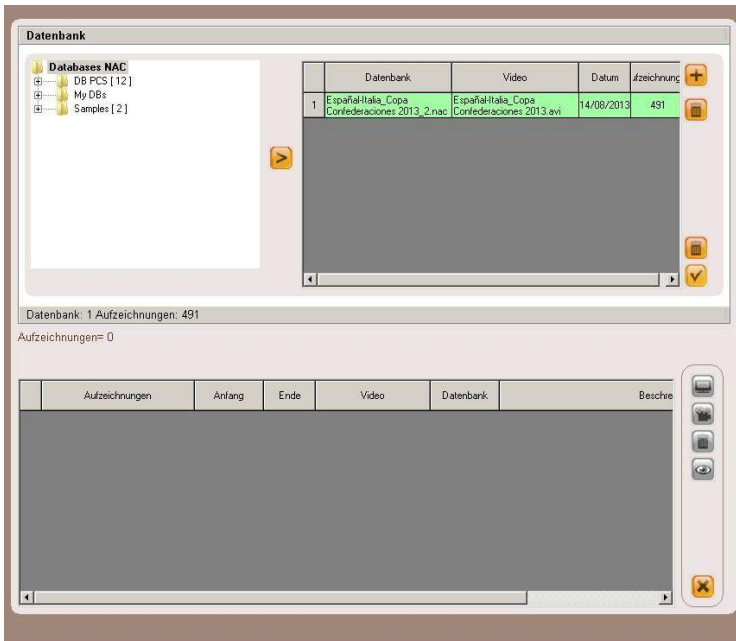 Datenbank
Databases NAC
DB PCS [ 12 ]
My DBs
Samples [ 2 ]
>
Datenbank Video Datum ufzeichnung
1 Españal-Italia_Copa Confederaciones 2013_2.nac Españal-Italia_Copa Confederaciones 2013.avi 14/08/2013 491
Datenbank: 1 Aufzeichnungen: 491
Aufzeichnungen= 0
Aufzeichnungen Anfang Ende Video Datenbank Beschre